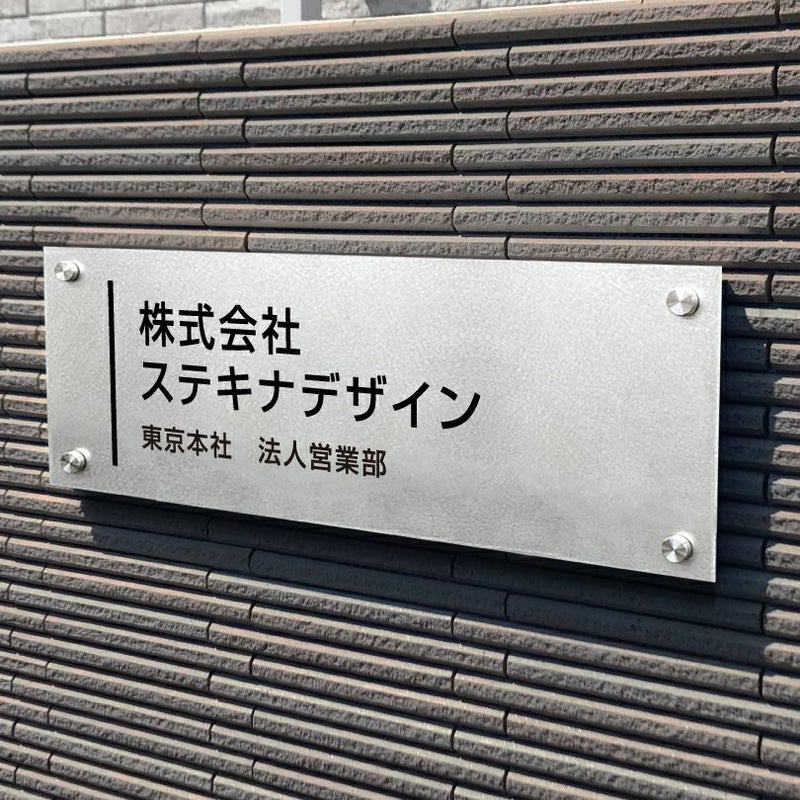 株式会社
ステキナデザイン
東京本社　法人営業部